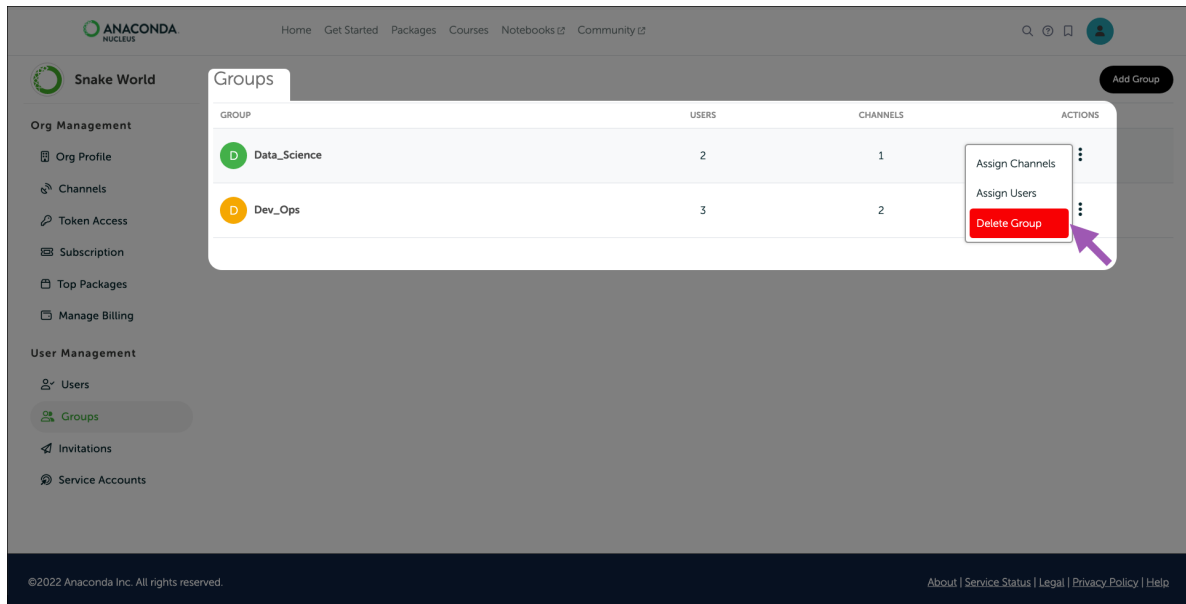 ANACONDA.
NUCLEUS
Home Get Started Packages Courses Notebooks Community
Snake World
Org Management
Org Profile
Channels
Token Access
Subscription
Top Packages
Manage Billing
User Management
Users
Groups
Invitations
Service Accounts
Groups
Add Group
GROUP USERS CHANNELS ACTIONS
D Data_Science 2 1
D Dev_Ops 3 2
Assign Channels
Assign Users
Delete Group
©2022 Anaconda Inc. All rights reserved.
About | Service Status | Legal | Privacy Policy | Help